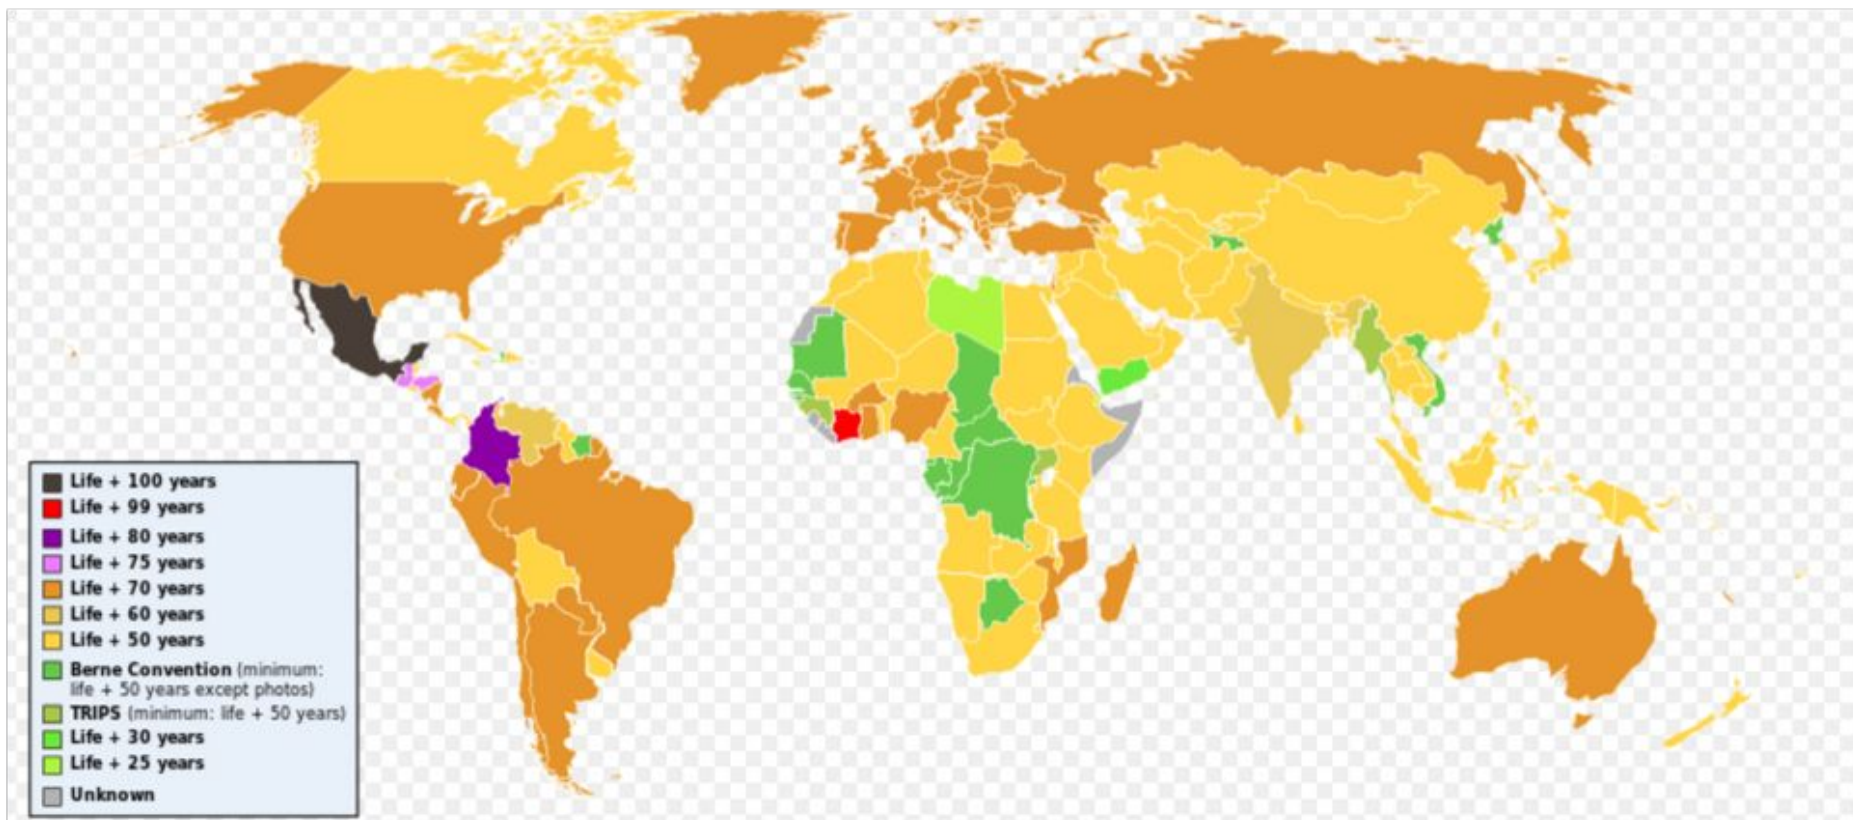 Life + 100 years
Life + 99 years
Life + 80 years
Life + 75 years
Life + 70 years
Life + 60 years
Life + 50 years
Berne Convention (minimum:
life + 50 years except photos)
TRIPS (minimum: life + 50 years)
Life + 30 years
Life + 25 years
Unknown